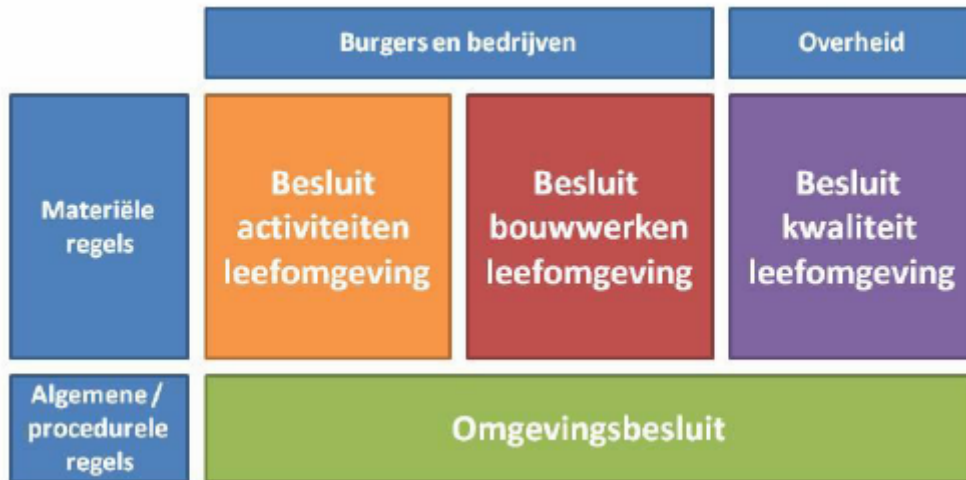 Burgers en bedrijven
Overheid
Materiële
regels
Besluit
activiteiten
leefomgeving
Besluit
bouwwerken
leefomgeving
Besluit
kwaliteit
leefomgeving
Algemene /
procedurele
regels
Omgevingsbesluit